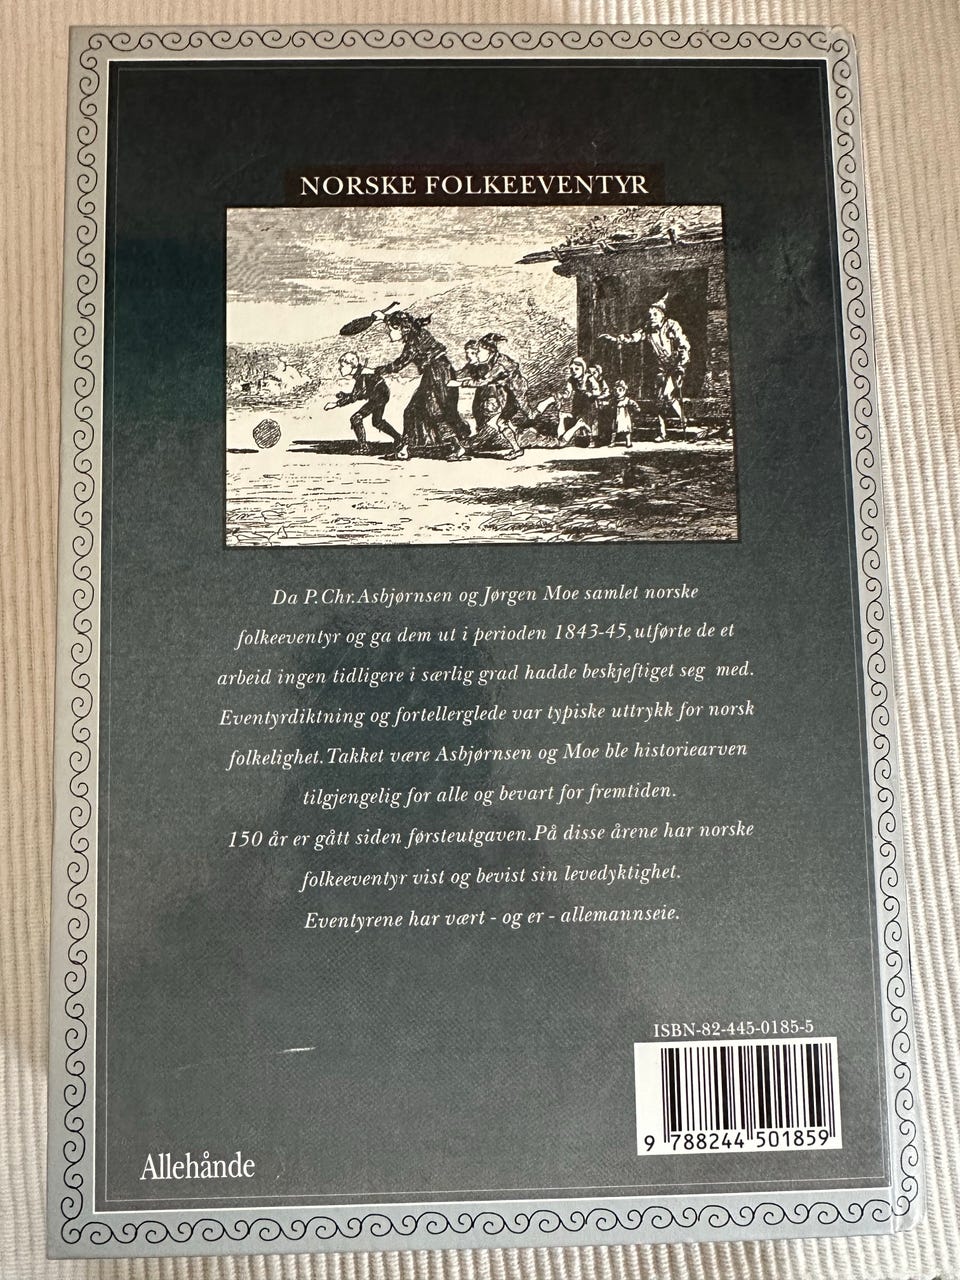 NORSKE FOLKEEVENTYR
Da P.Chr.Asbjørnsen og Jørgen Moe samlet norske
folkeeventyr og ga dem ut i perioden 1843-45,utførte de et
arbeid ingen tidligere i særlig grad hadde beskjeftiget seg med.
Eventyrdiktning og fortellerglede var typiske uttrykk for norsk
folkelighet.Takket være Asbjørnsen og Moe ble historiearven
tilgjengelig for alle og bevart for fremtiden.
150 år er gått siden førsteutgaven.På disse årene har norske
folkeeventyr vist og bevist sin levedyktighet.
Eventyrene har vært - og er - allemannseie.
ISBN-82-445-0185-5
9 788244 501859
Allehånde